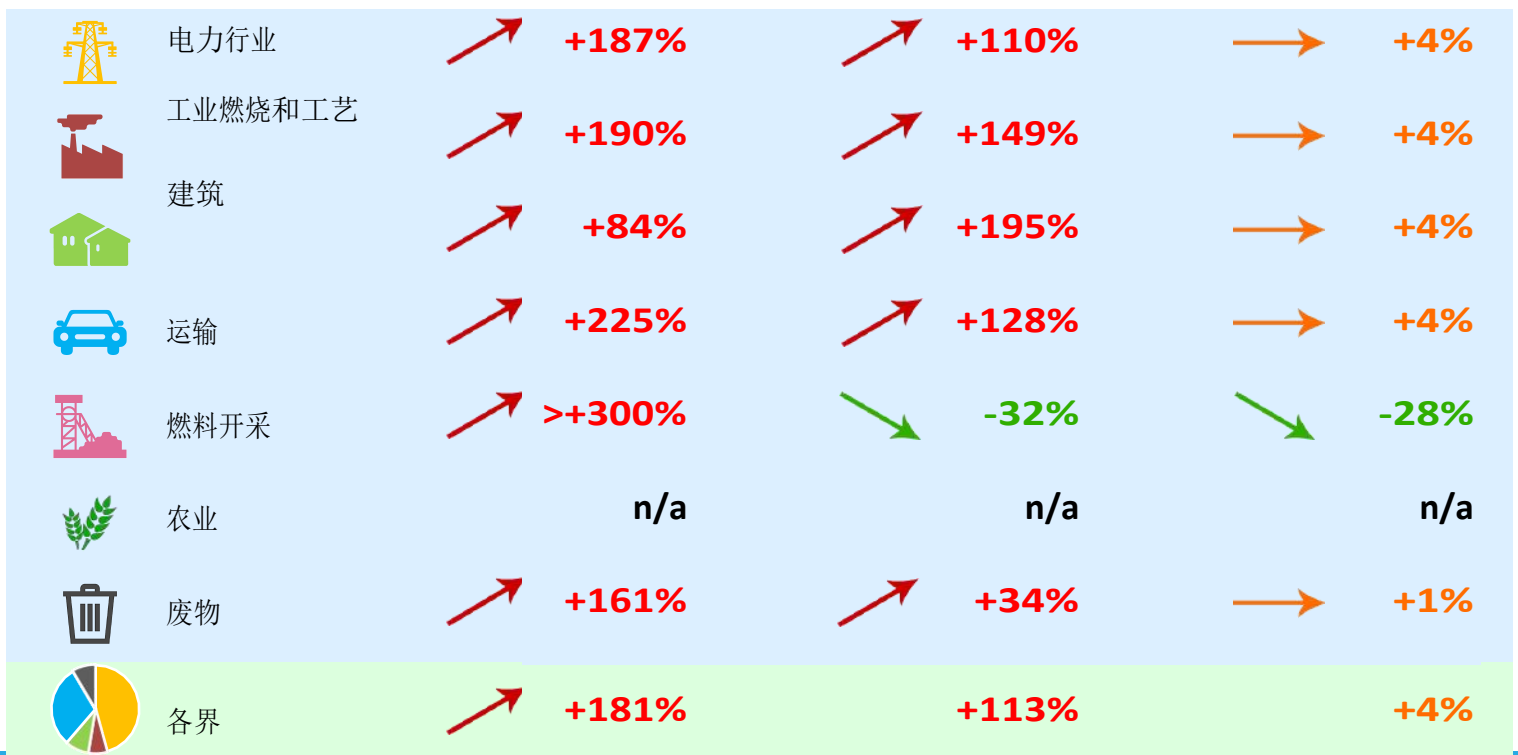 电力行业 +187% +110% +4%
工业燃烧和工艺 +190% +149% +4%
建筑 +84% +195% +4%
运输 +225% +128% +4%
燃料开采 >+300% -32% -28%
农业 n/a n/a n/a
废物 +161% +34% +1%
各界 +181% +113% +4%